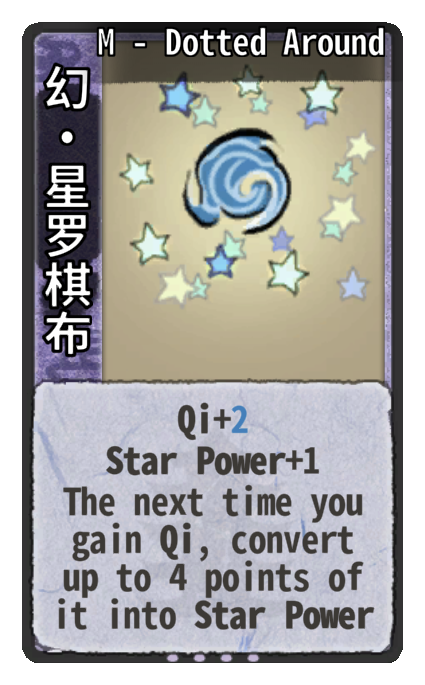 M - Dotted Around
幻・星罗棋布
Qi+2
Star Power+1
The next time you
gain Qi, convert
up to 4 points of
it into Star Power